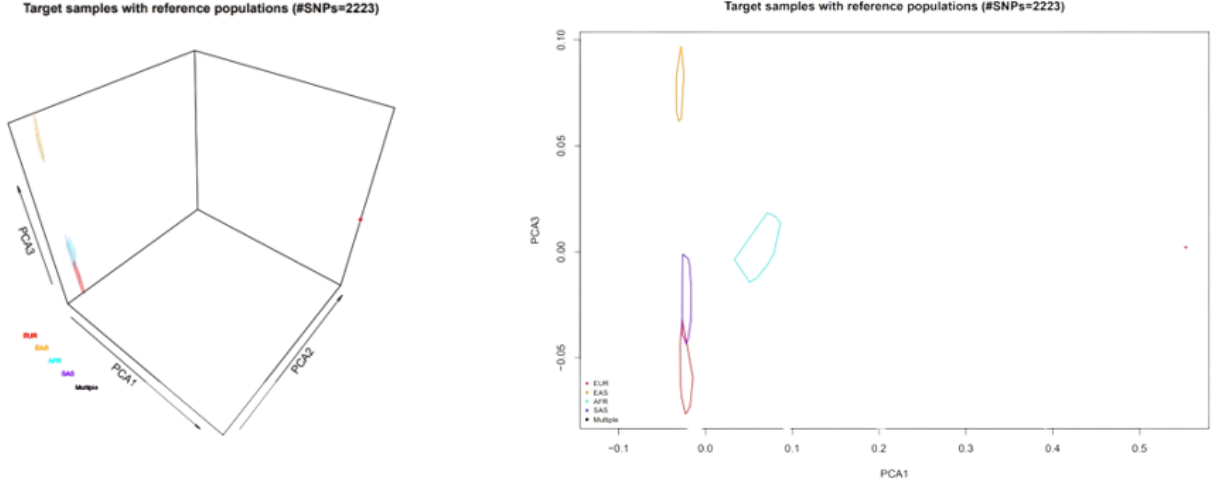 Target samples with reference populations (#SNPs=2223)
PCA3
PCA1
PCA2
EUR
EAS
AFR
SAS
Multiple
Target samples with reference populations (#SNPs=2223)
0.10
0.05
0.00
−0.05
PCA3
EUR
EAS
AFR
SAS
Multiple
−0.1 0.0 0.1 0.2 0.3 0.4 0.5
PCA1